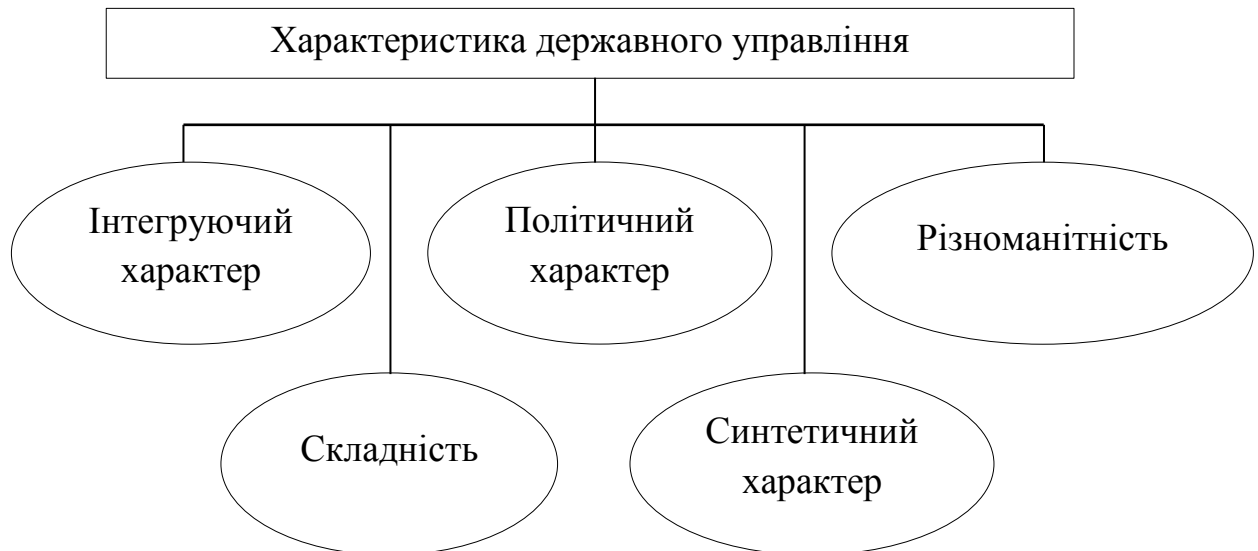 Характеристика державного управління
Інтегруючий
характер
Політичний
характер
Різноманітність
Складність
Синтетичний
характер